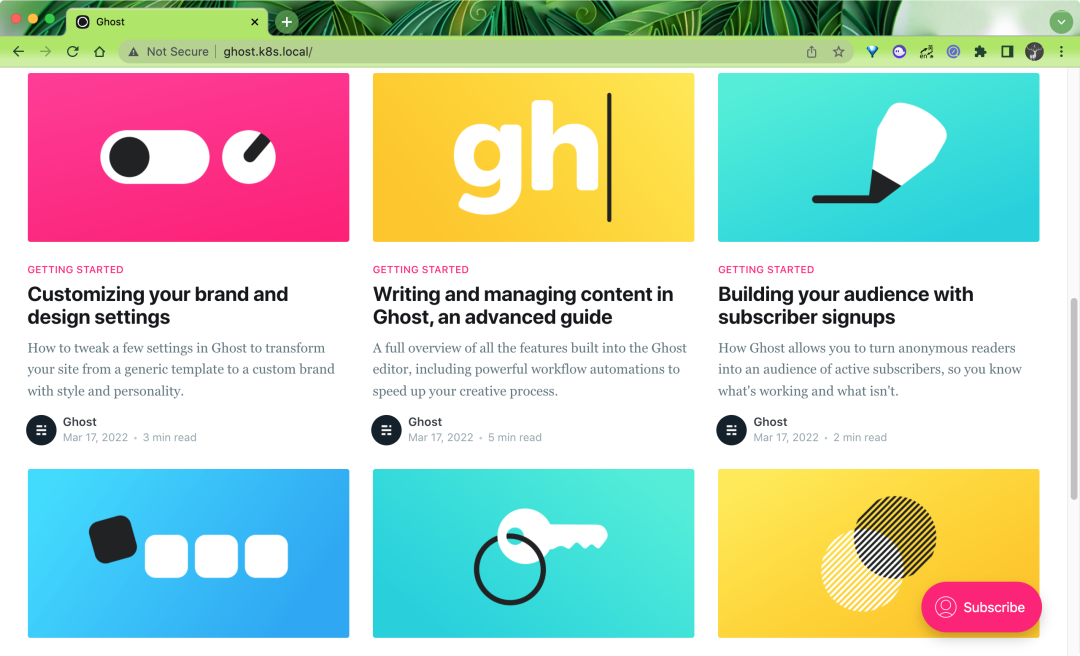 Ghost
Not Secure
ghost.k8s.local/
gh
GETTING STARTED
Customizing your brand and
design settings
How to tweak a few settings in Ghost to transform
your site from a generic template to a custom brand
with style and personality.
Ghost
Mar 17, 2022 • 3 min read
GETTING STARTED
Writing and managing content in
Ghost, an advanced guide
A full overview of all the features built into the Ghost
editor, including powerful workflow automations to
speed up your creative process.
Ghost
Mar 17, 2022 • 5 min read
GETTING STARTED
Building your audience with
subscriber signups
How Ghost allows you to turn anonymous readers
into an audience of active subscribers, so you know
what's working and what isn't.
Ghost
Mar 17, 2022 • 2 min read
Subscribe